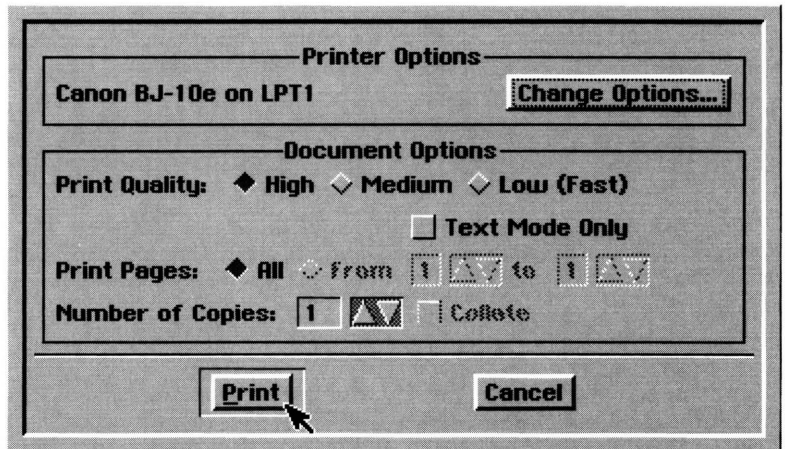 Printer Options
Canon BJ-10e on LPT1 Change Options...
Document Options
Print Quality: High Medium Low (Fast)
Text Mode Only
Print Pages: All from 1 to 1
Number of Copies: 1 Collate
Print Cancel